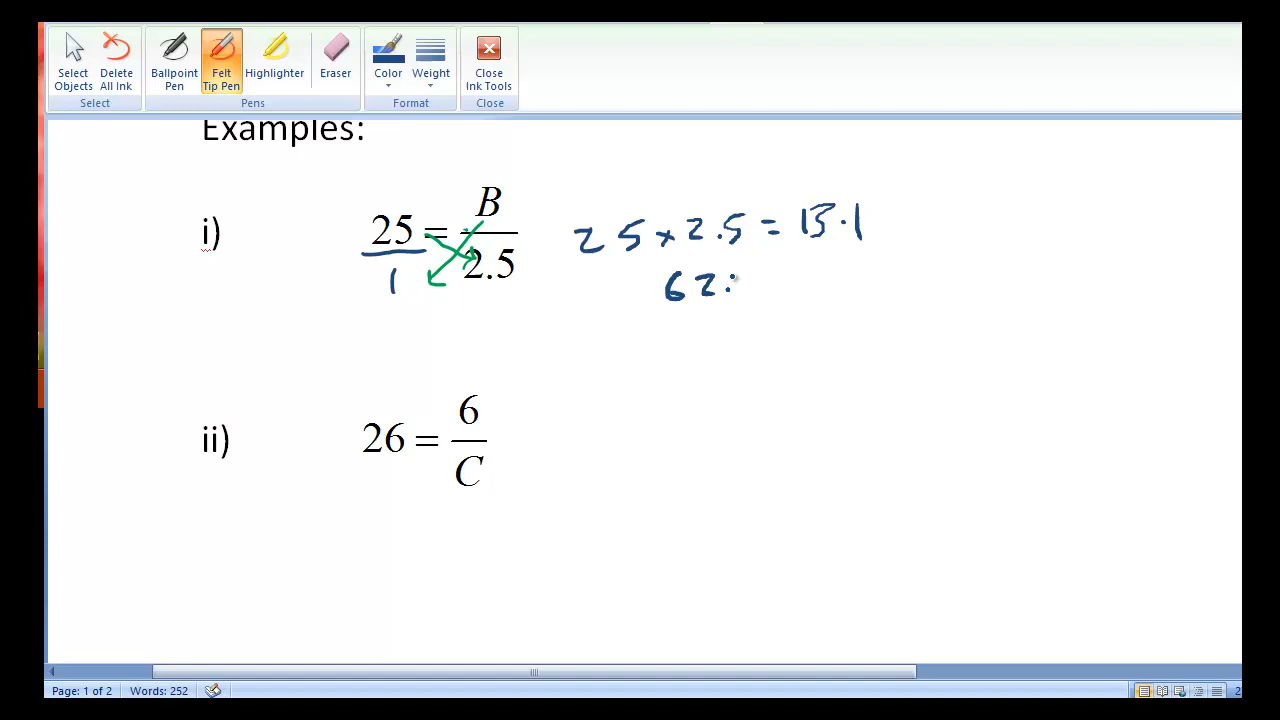 Select Objects
Delete All Ink
Ballpoint Pen
Felt Tip Pen
Highlighter
Eraser
Color
Weight
Close Ink Tools
Select
Pens
Format
Close
Examples:
i) 25 = B / 2.5
1
25 × 2.5 = B·1
62.
ii) 26 = 6 / C
Page: 1 of 2
Words: 252
2